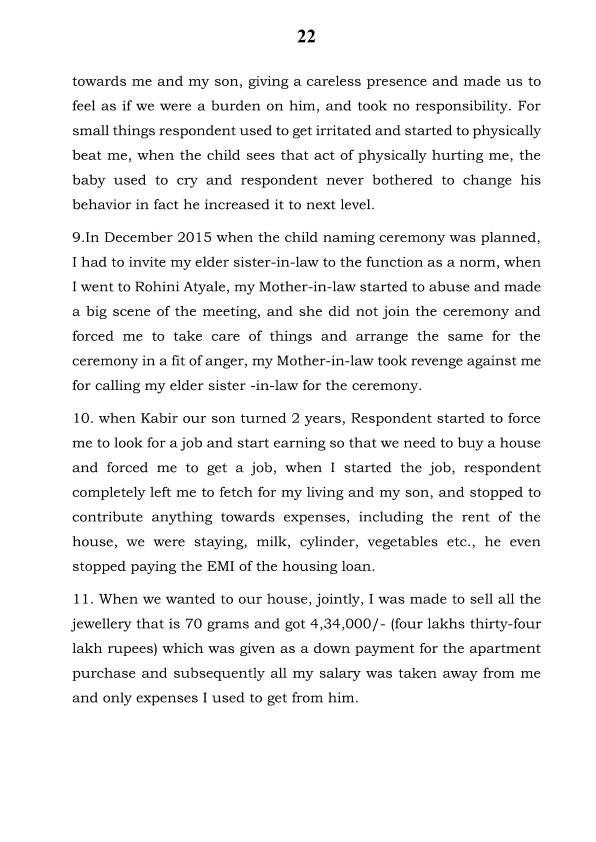 22
towards me and my son, giving a careless presence and made us to
feel as if we were a burden on him, and took no responsibility. For
small things respondent used to get irritated and started to physically
beat me, when the child sees that act of physically hurting me, the
baby used to cry and respondent never bothered to change his
behavior in fact he increased it to next level.
9.In December 2015 when the child naming ceremony was planned,
I had to invite my elder sister-in-law to the function as a norm, when
I went to Rohini Atyale, my Mother-in-law started to abuse and made
a big scene of the meeting, and she did not join the ceremony and
forced me to take care of things and arrange the same for the
ceremony in a fit of anger, my Mother-in-law took revenge against me
for calling my elder sister -in-law for the ceremony.
10. when Kabir our son turned 2 years, Respondent started to force
me to look for a job and start earning so that we need to buy a house
and forced me to get a job, when I started the job, respondent
completely left me to fetch for my living and my son, and stopped to
contribute anything towards expenses, including the rent of the
house, we were staying, milk, cylinder, vegetables etc., he even
stopped paying the EMI of the housing loan.
11. When we wanted to our house, jointly, I was made to sell all the
jewellery that is 70 grams and got 4,34,000/- (four lakhs thirty-four
lakh rupees) which was given as a down payment for the apartment
purchase and subsequently all my salary was taken away from me
and only expenses I used to get from him.